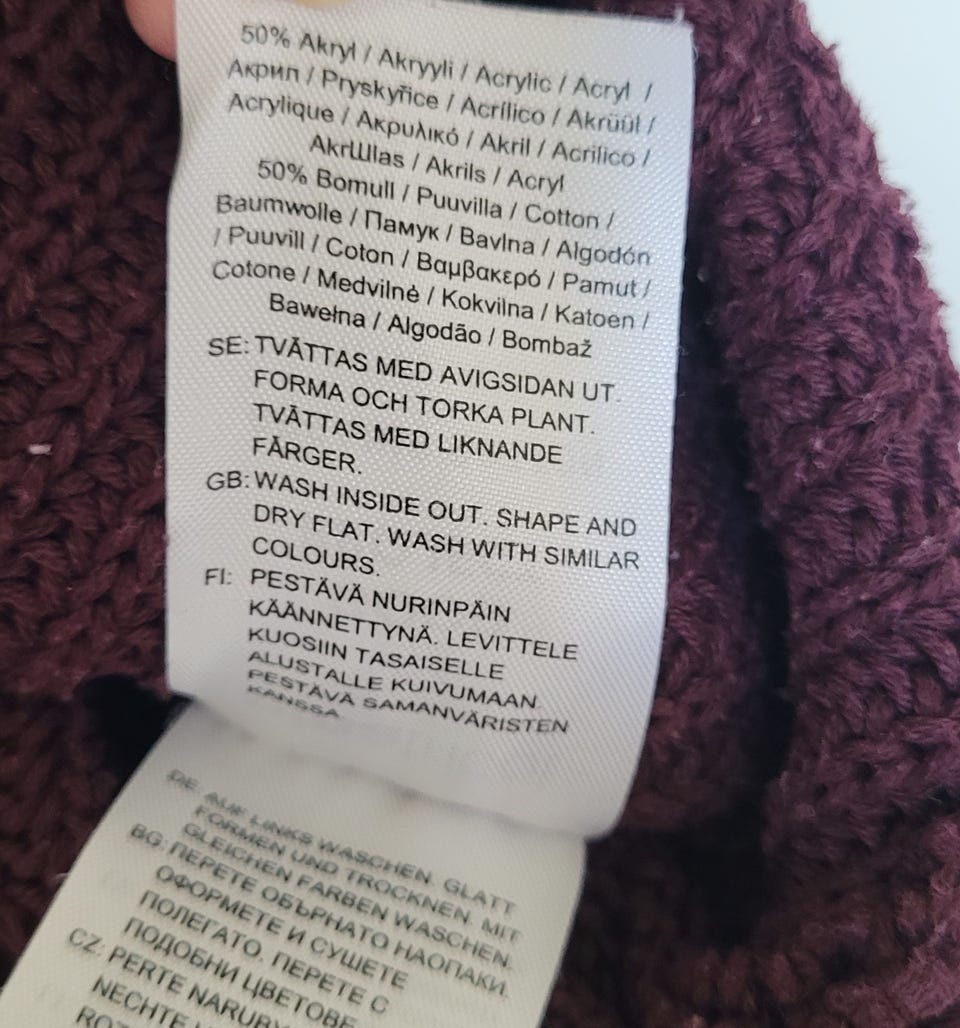 50% Akryl / Akryyli / Acrylic / Acryl /
Акрил / Pryskyřice / Acrílico / Akrüül /
Acrylique / Ακρυλικό / Akril / Acrilico /
AkrШlas / Akrils / Acryl
50% Bomull / Puuvilla / Cotton /
Baumwolle / Памук / Bavlna / Algodón
/ Puuvill / Coton / Βαμβακερό / Pamut /
Cotone / Medvilnė / Kokvilna / Katoen /
Bawełna / Algodão / Bombaž
SE: TVÄTTAS MED AVIGSIDAN UT.
FORMA OCH TORKA PLANT.
TVÄTTAS MED LIKNANDE
FÄRGER.
GB: WASH INSIDE OUT. SHAPE AND
DRY FLAT. WASH WITH SIMILAR
COLOURS.
FI: PESTÄVÄ NURINPÄIN
KÄÄNNETTYNÄ. LEVITTELE
KUOSIIN TASAISELLE
ALUSTALLE KUIVUMAAN
PESTÄVÄ SAMANVÄRISTEN
KANSSA
DE: AUF LINKS WASCHEN. GLATT
FORMEN UND TROCKNEN. MIT
GLEICHEN FARBEN WASCHEN.
BG: ПЕРЕТЕ ОБЪРНАТО НАОПАКИ.
ОФОРМЕТЕ И СУШЕТЕ
ПОЛЕГАТО. ПЕРЕТЕ С
ПОДОБНИ ЦВЕТОВЕ
CZ: PERTE NARUBY
NECHTE